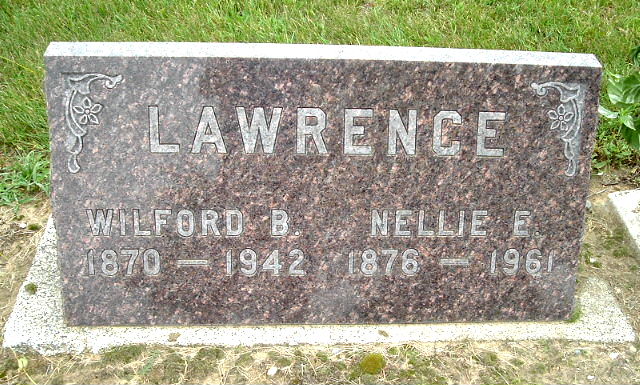 LAWRENCE
WILFORD B. NELLIE E.
1870 — 1942 1876 — 1961